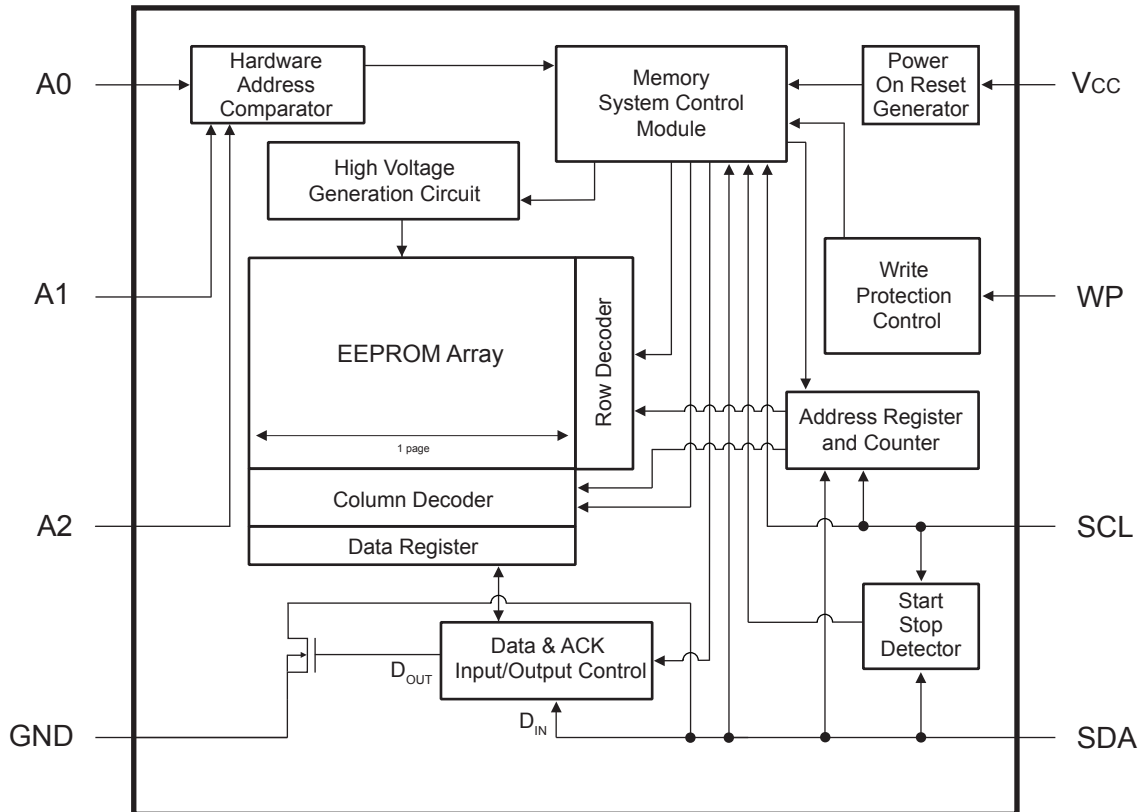 A0
Hardware
Address
Comparator
Memory
System Control
Module
Power
On Reset
Generator
VCC
High Voltage
Generation Circuit
A1
Write
Protection
Control
WP
EEPROM Array
Row Decoder
1 page
Address Register
and Counter
Column Decoder
A2
SCL
Data Register
Start
Stop
Detector
Data & ACK
Input/Output Control
DOUT
DIN
GND
SDA